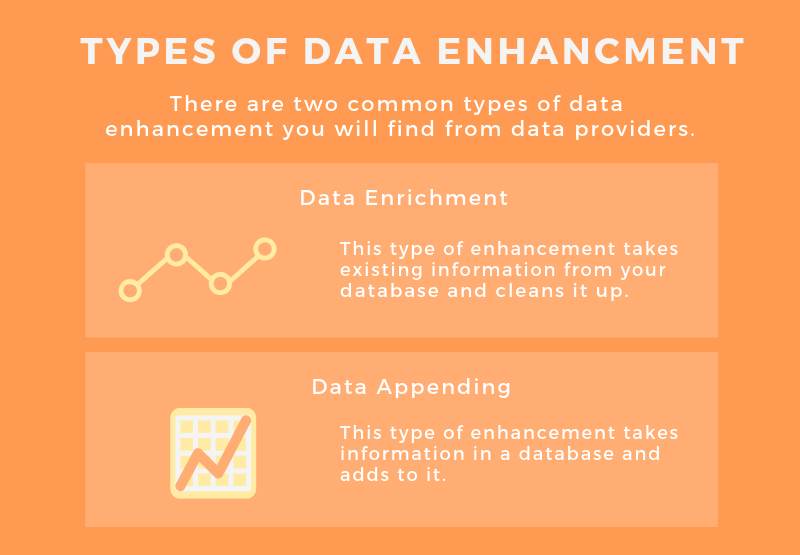 TYPES OF DATA ENHANCMENT
There are two common types of data
enhancement you will find from data providers.
Data Enrichment
This type of enhancement takes
existing information from your
database and cleans it up.
Data Appending
This type of enhancement takes
information in a database and
adds to it.